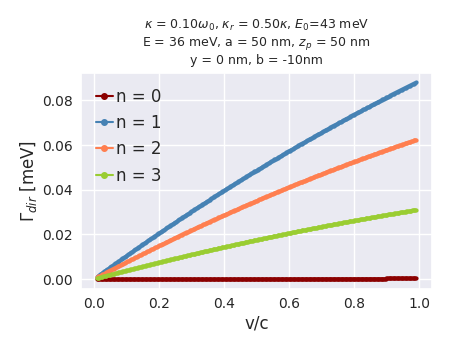 κ = 0.10ω₀, κᵣ = 0.50κ, E₀=43 meV
E = 36 meV, a = 50 nm, zₚ = 50 nm
y = 0 nm, b = -10nm
n = 0
n = 1
n = 2
n = 3
0.08
0.06
0.04
0.02
0.00
Γ_dir [meV]
0.0 0.2 0.4 0.6 0.8 1.0
v/c